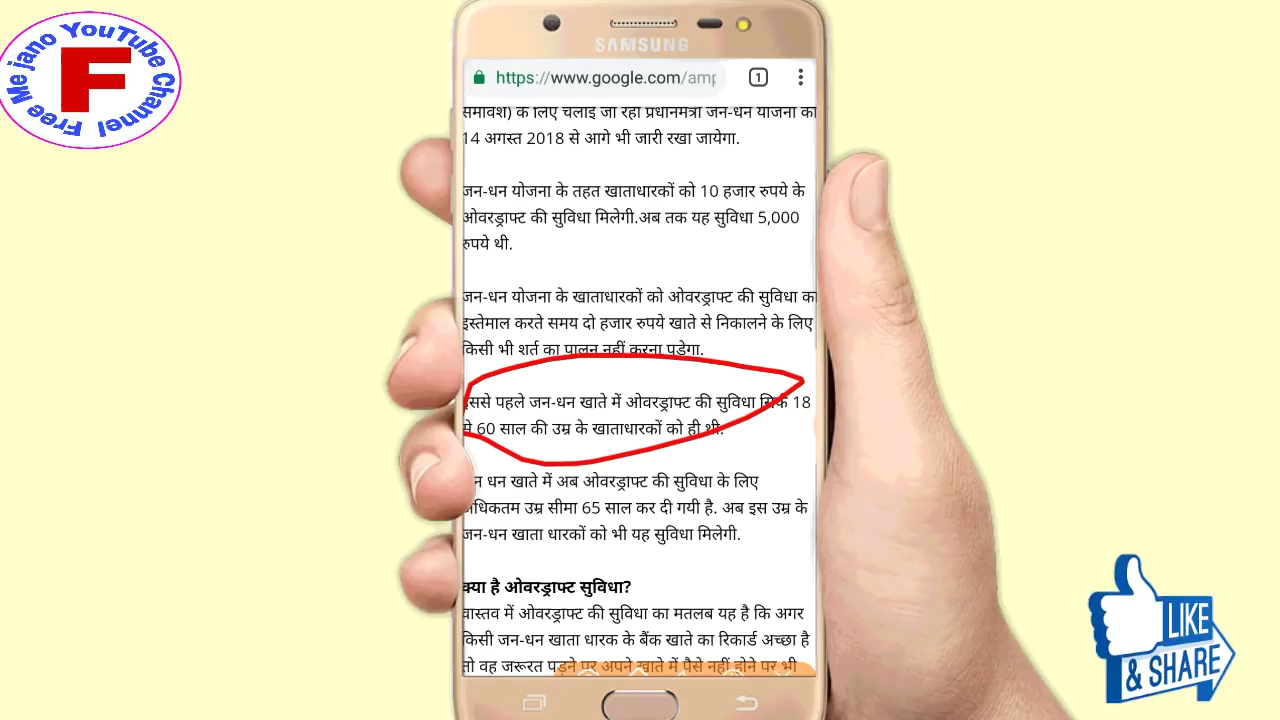 Free Me jano YouTube Channel
F
SAMSUNG
https://www.google.com/amp
1
समावेश) के लिए चलाई जा रही प्रधानमंत्री जन-धन योजना को
14 अगस्त 2018 से आगे भी जारी रखा जायेगा.
जन-धन योजना के तहत खाताधारकों को 10 हजार रुपये के
ओवरड्राफ्ट की सुविधा मिलेगी.अब तक यह सुविधा 5,000
रुपये थी.
जन-धन योजना के खाताधारकों को ओवरड्राफ्ट की सुविधा का
इस्तेमाल करते समय दो हजार रुपये खाते से निकालने के लिए
किसी भी शर्त का पालन नहीं करना पड़ेगा.
इससे पहले जन-धन खाते में ओवरड्राफ्ट की सुविधा सिर्फ 18
से 60 साल की उम्र के खाताधारकों को ही थी.
जन धन खाते में अब ओवरड्राफ्ट की सुविधा के लिए
अधिकतम उम्र सीमा 65 साल कर दी गयी है. अब इस उम्र के
जन-धन खाता धारकों को भी यह सुविधा मिलेगी.
क्या है ओवरड्राफ्ट सुविधा?
वास्तव में ओवरड्राफ्ट की सुविधा का मतलब यह है कि अगर
किसी जन-धन खाता धारक के बैंक खाते का रिकार्ड अच्छा है
तो वह जरूरत पड़ने पर अपने खाते में पैसे नहीं होने पर भी
LIKE
& SHARE